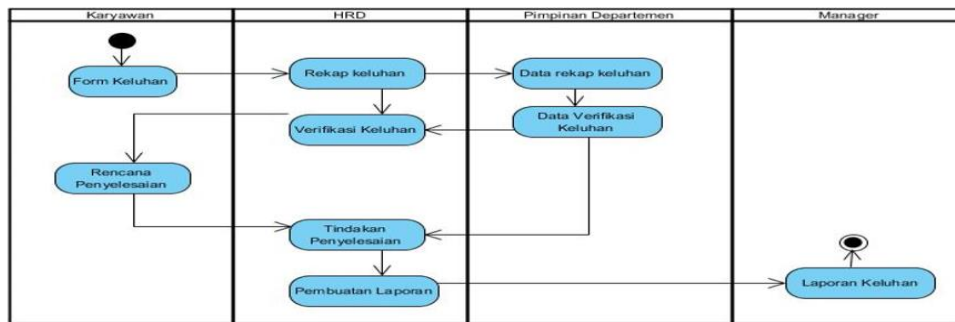 Karyawan
HRD
Pimpinan Departemen
Manager
Form Keluhan
Rekap keluhan
Data rekap keluhan
Verifikasi Keluhan
Data Verifikasi
Keluhan
Rencana
Penyelesaian
Tindakan
Penyelesaian
Pembuatan Laporan
Laporan Keluhan